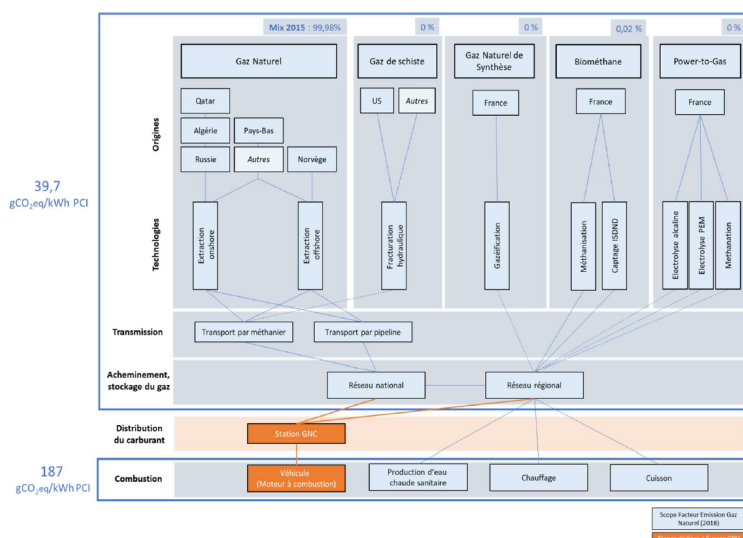 Mix 2015 : 99,98%
0 %
0 %
0,02 %
0 %
Gaz Naturel
Gaz de schiste
Gaz Naturel de
Synthèse
Biométhane
Power-to-Gas
Origines
Qatar
US
Autres
France
France
France
Algérie
Pays-Bas
Russie
Autres
Norvège
39,7
gCO₂eq/kWh PCI
Technologies
Extraction
onshore
Extraction
offshore
Fracturation
hydraulique
Gazéification
Méthanisation
Captage ISDND
Electrolyse alcaline
Electrolyse PEM
Methanation
Transmission
Transport par méthanier
Transport par pipeline
Acheminement,
stockage du gaz
Réseau national
Réseau régional
Distribution
du carburant
Station GNC
187
gCO₂eq/kWh PCI
Combustion
Véhicule
(Moteur à combustion)
Production d'eau
chaude sanitaire
Chauffage
Cuisson
Scope Facteur Emission Gaz
Naturel (2018)